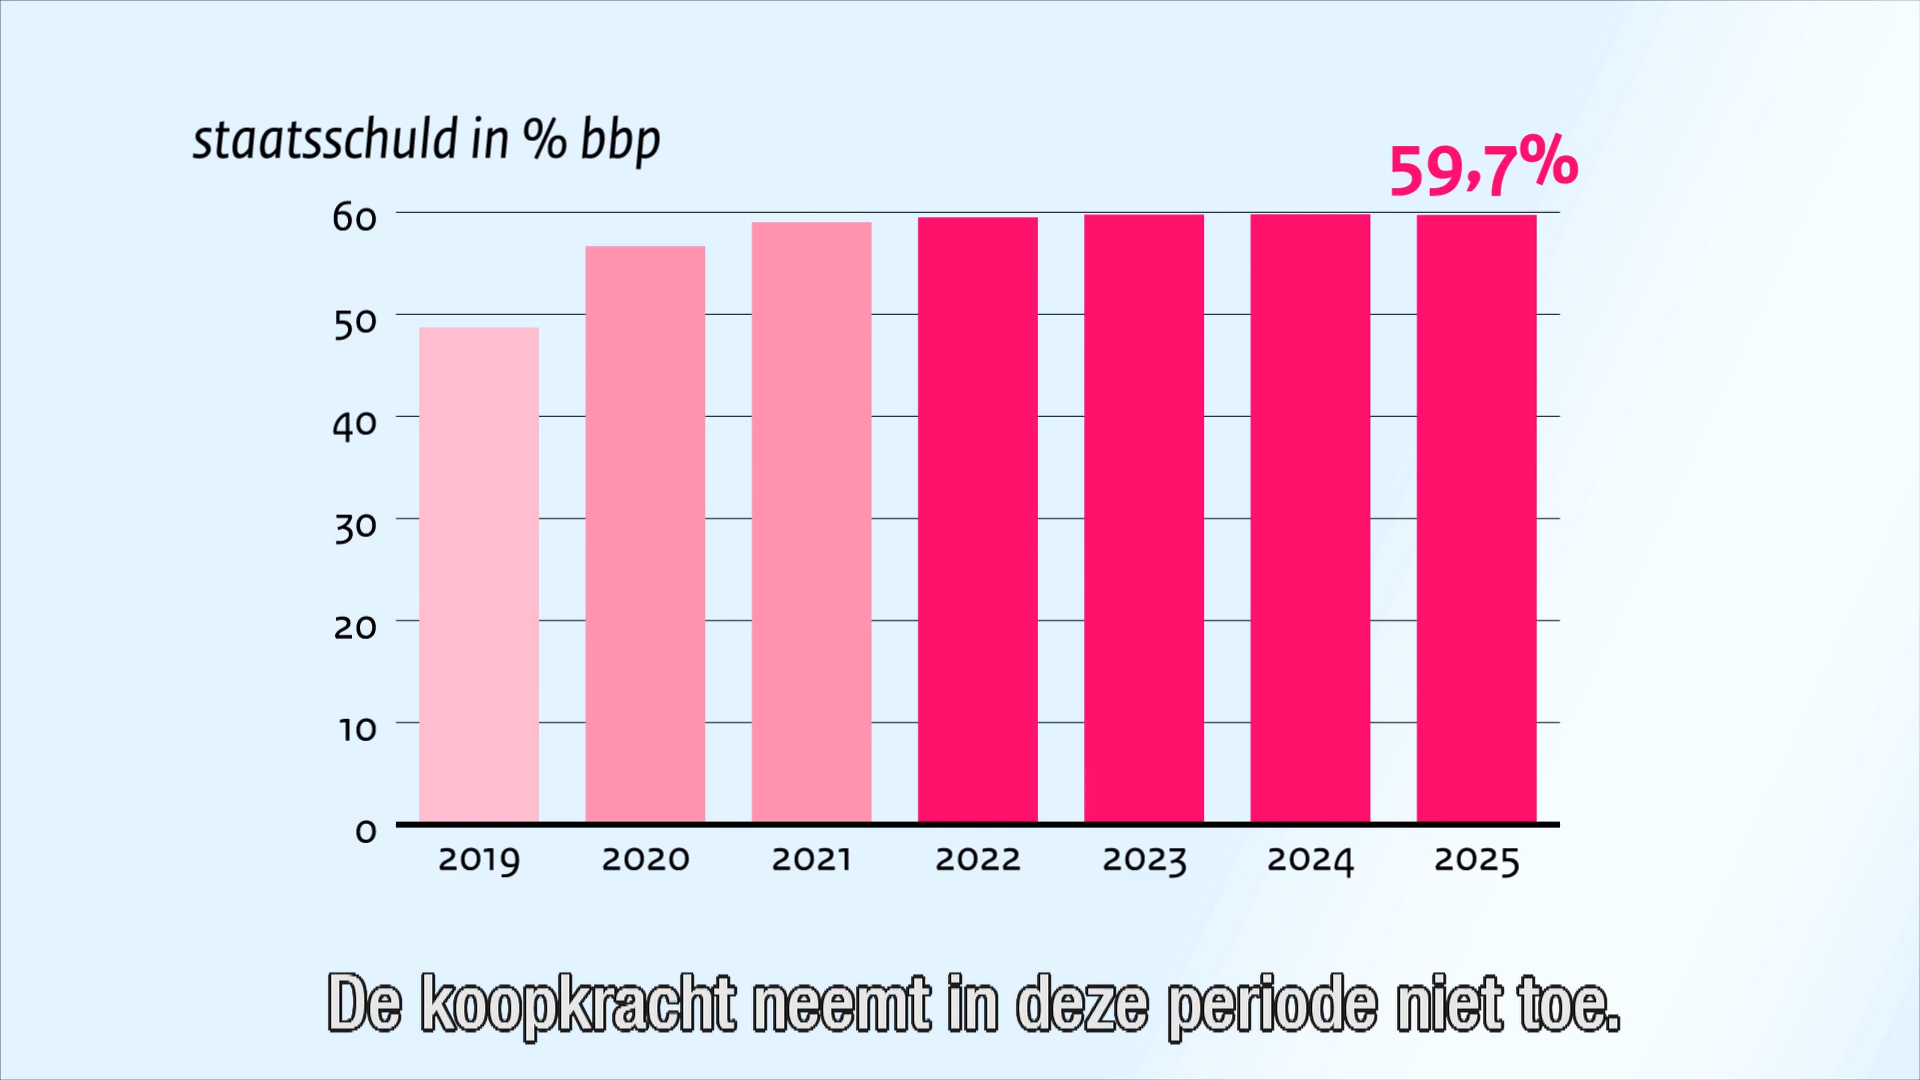 staatsschuld in % bbp
59,7%
60
50
40
30
20
10
0
2019 2020 2021 2022 2023 2024 2025
De koopkracht neemt in deze periode niet toe.